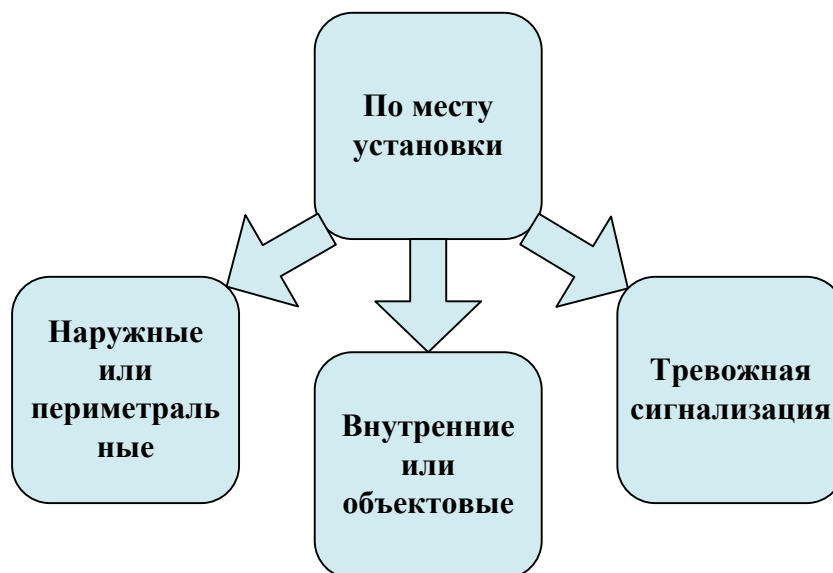 По месту
установки
Наружные
или
периметраль
ные
Внутренние
или
объектовые
Тревожная
сигнализация